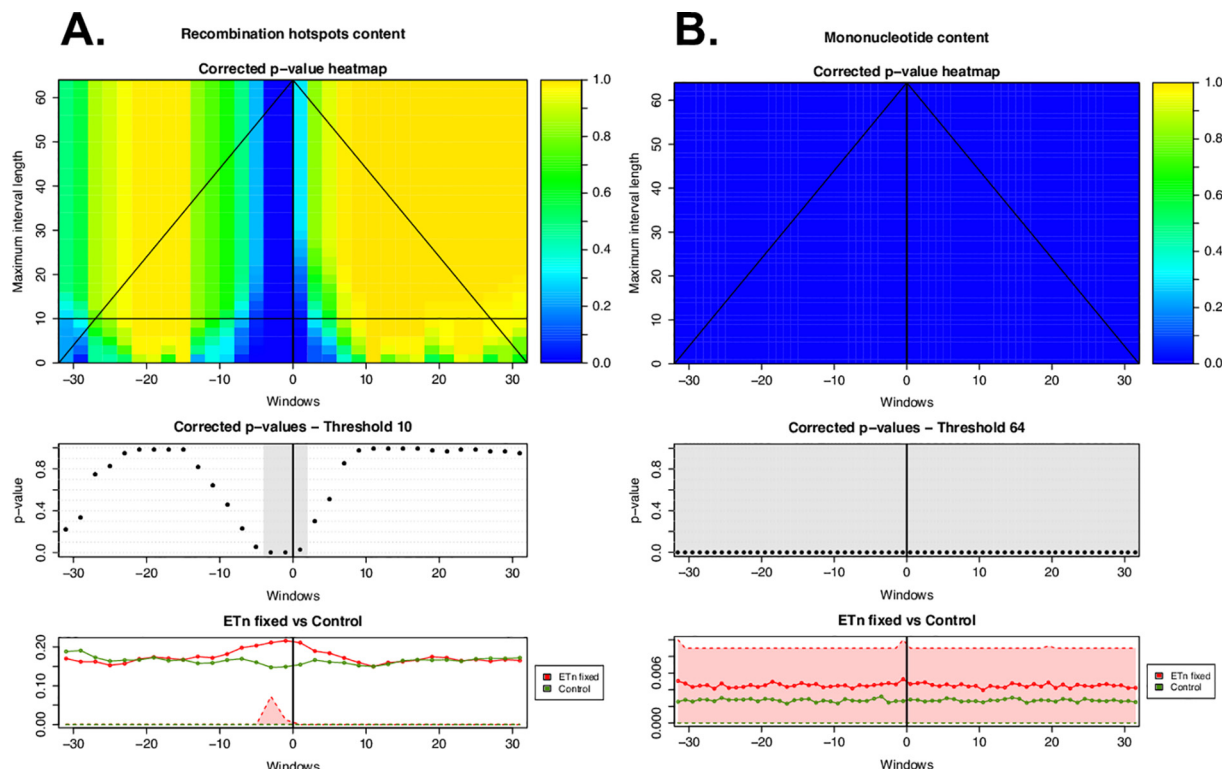 A.
Recombination hotspots content
Corrected p-value heatmap
Maximum interval length
60
50
40
30
20
10
0
-30 -20 -10 0 10 20 30
Windows
1.0
0.8
0.6
0.4
0.2
0.0
Corrected p-values - Threshold 10
p-value
0.8
0.4
0.0
-30 -20 -10 0 10 20 30
Windows
ETn fixed vs Control
0.20
0.10
0.00
-30 -20 -10 0 10 20 30
Windows
ETn fixed
Control
B.
Mononucleotide content
Corrected p-value heatmap
Maximum interval length
60
50
40
30
20
10
0
-30 -20 -10 0 10 20 30
Windows
1.0
0.8
0.6
0.4
0.2
0.0
Corrected p-values - Threshold 64
p-value
0.8
0.4
0.0
-30 -20 -10 0 10 20 30
Windows
ETn fixed vs Control
0.006
0.000
-30 -20 -10 0 10 20 30
Windows
ETn fixed
Control